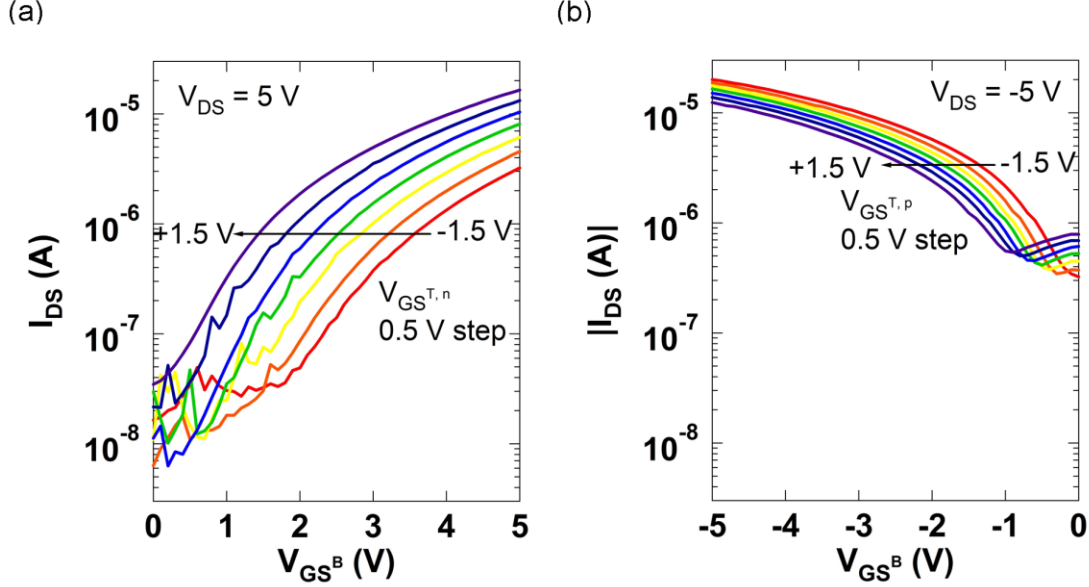 (a)
V_DS = 5 V
+1.5 V
-1.5 V
V_GS^T, n
0.5 V step
10^-5
10^-6
10^-7
10^-8
I_DS (A)
0 1 2 3 4 5
V_GS^B (V)
(b)
V_DS = -5 V
+1.5 V
-1.5 V
V_GS^T, p
0.5 V step
10^-5
10^-6
10^-7
10^-8
|I_DS (A)|
-5 -4 -3 -2 -1 0
V_GS^B (V)